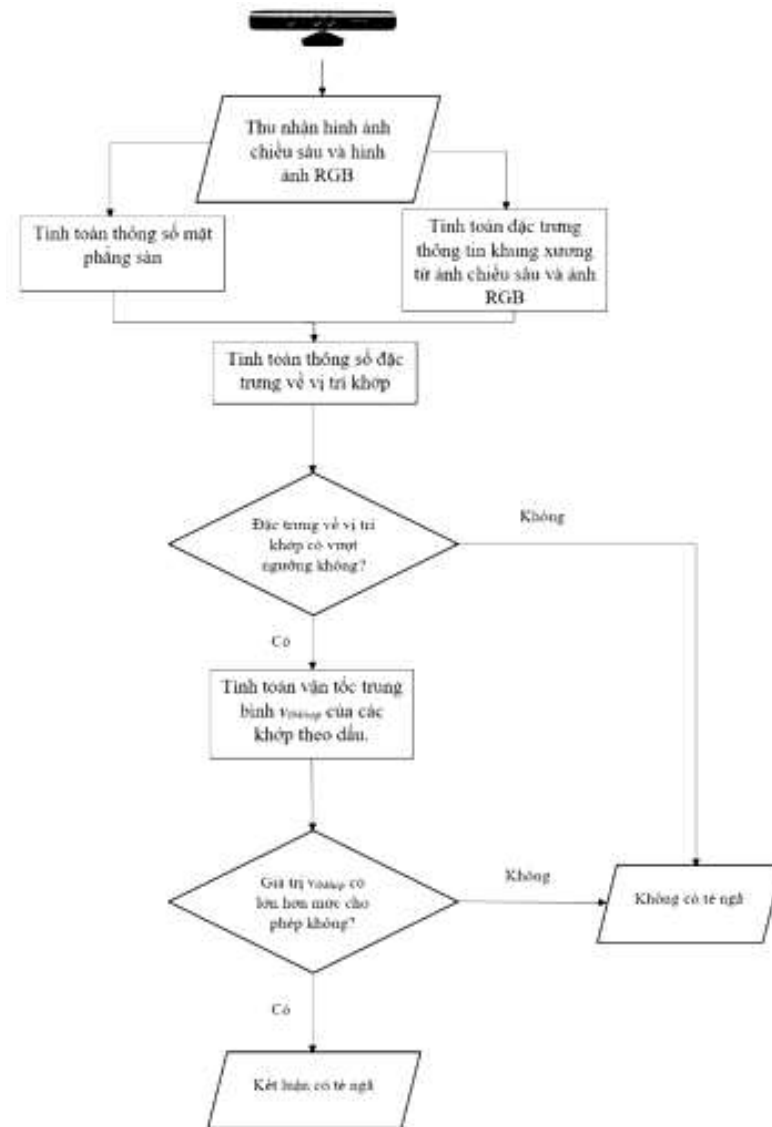 Thu nhận hình ảnh
chiều sâu và hình
ảnh RGB
Tính toán thông số mặt
phẳng sàn
Tính toán đặc trưng
thông tin khung xương
từ ảnh chiều sâu và ảnh
RGB
Tính toán thông số đặc
trưng về vị trí khớp
Đặc trưng về vị trí
khớp có vượt
ngưỡng không?
Không
Có
Tính toán vận tốc trung
bình của các
khớp theo dấu.
Giá trị có
lớn hơn mức cho
phép không?
Không
Không có té ngã
Có
Kết luận có té ngã